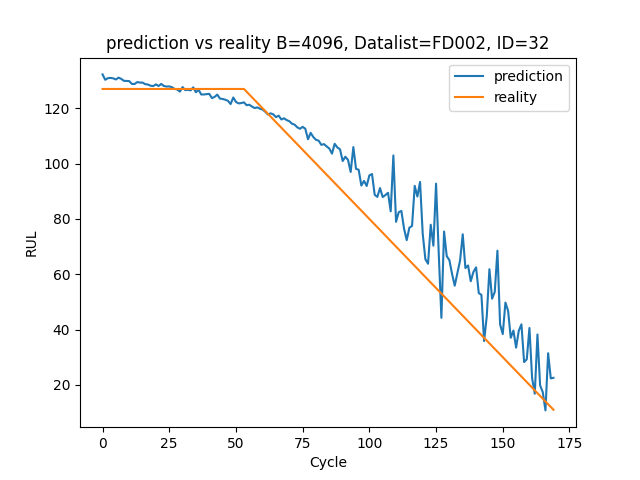 prediction vs reality B=4096, Datalist=FD002, ID=32
prediction
reality
RUL
120
100
80
60
40
20
0 25 50 75 100 125 150 175
Cycle